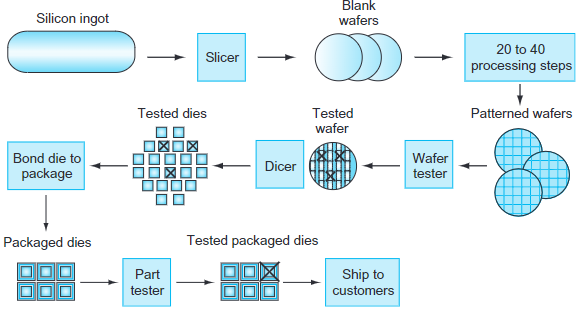 Silicon ingot
Slicer
Blank
wafers
20 to 40
processing steps
Tested dies
Tested
wafer
Patterned wafers
Bond die to
package
Dicer
Wafer
tester
Packaged dies
Tested packaged dies
Part
tester
Ship to
customers